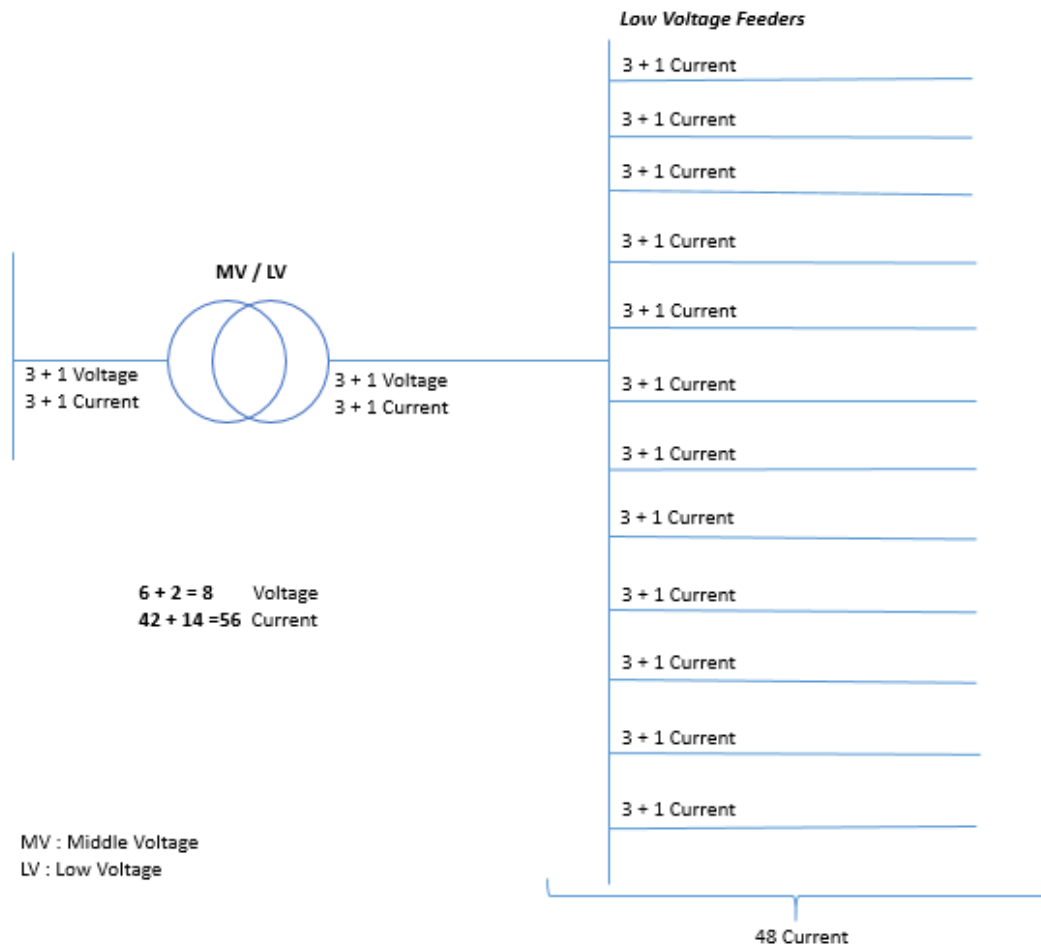 Low Voltage Feeders
3 + 1 Current
3 + 1 Current
3 + 1 Current
3 + 1 Current
3 + 1 Current
3 + 1 Current
3 + 1 Current
3 + 1 Current
3 + 1 Current
3 + 1 Current
3 + 1 Current
3 + 1 Current
48 Current
MV / LV
3 + 1 Voltage
3 + 1 Current
3 + 1 Voltage
3 + 1 Current
6 + 2 = 8 Voltage
42 + 14 =56 Current
MV : Middle Voltage
LV : Low Voltage